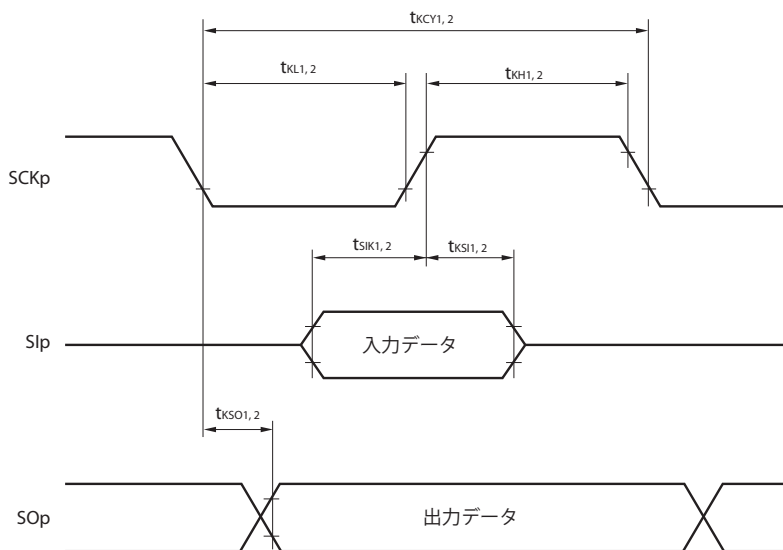 tKCY1, 2
tKL1, 2
tKH1, 2
SCKp
tSIK1, 2
tKSI1, 2
SIp
入力データ
tKSO1, 2
SOp
出力データ